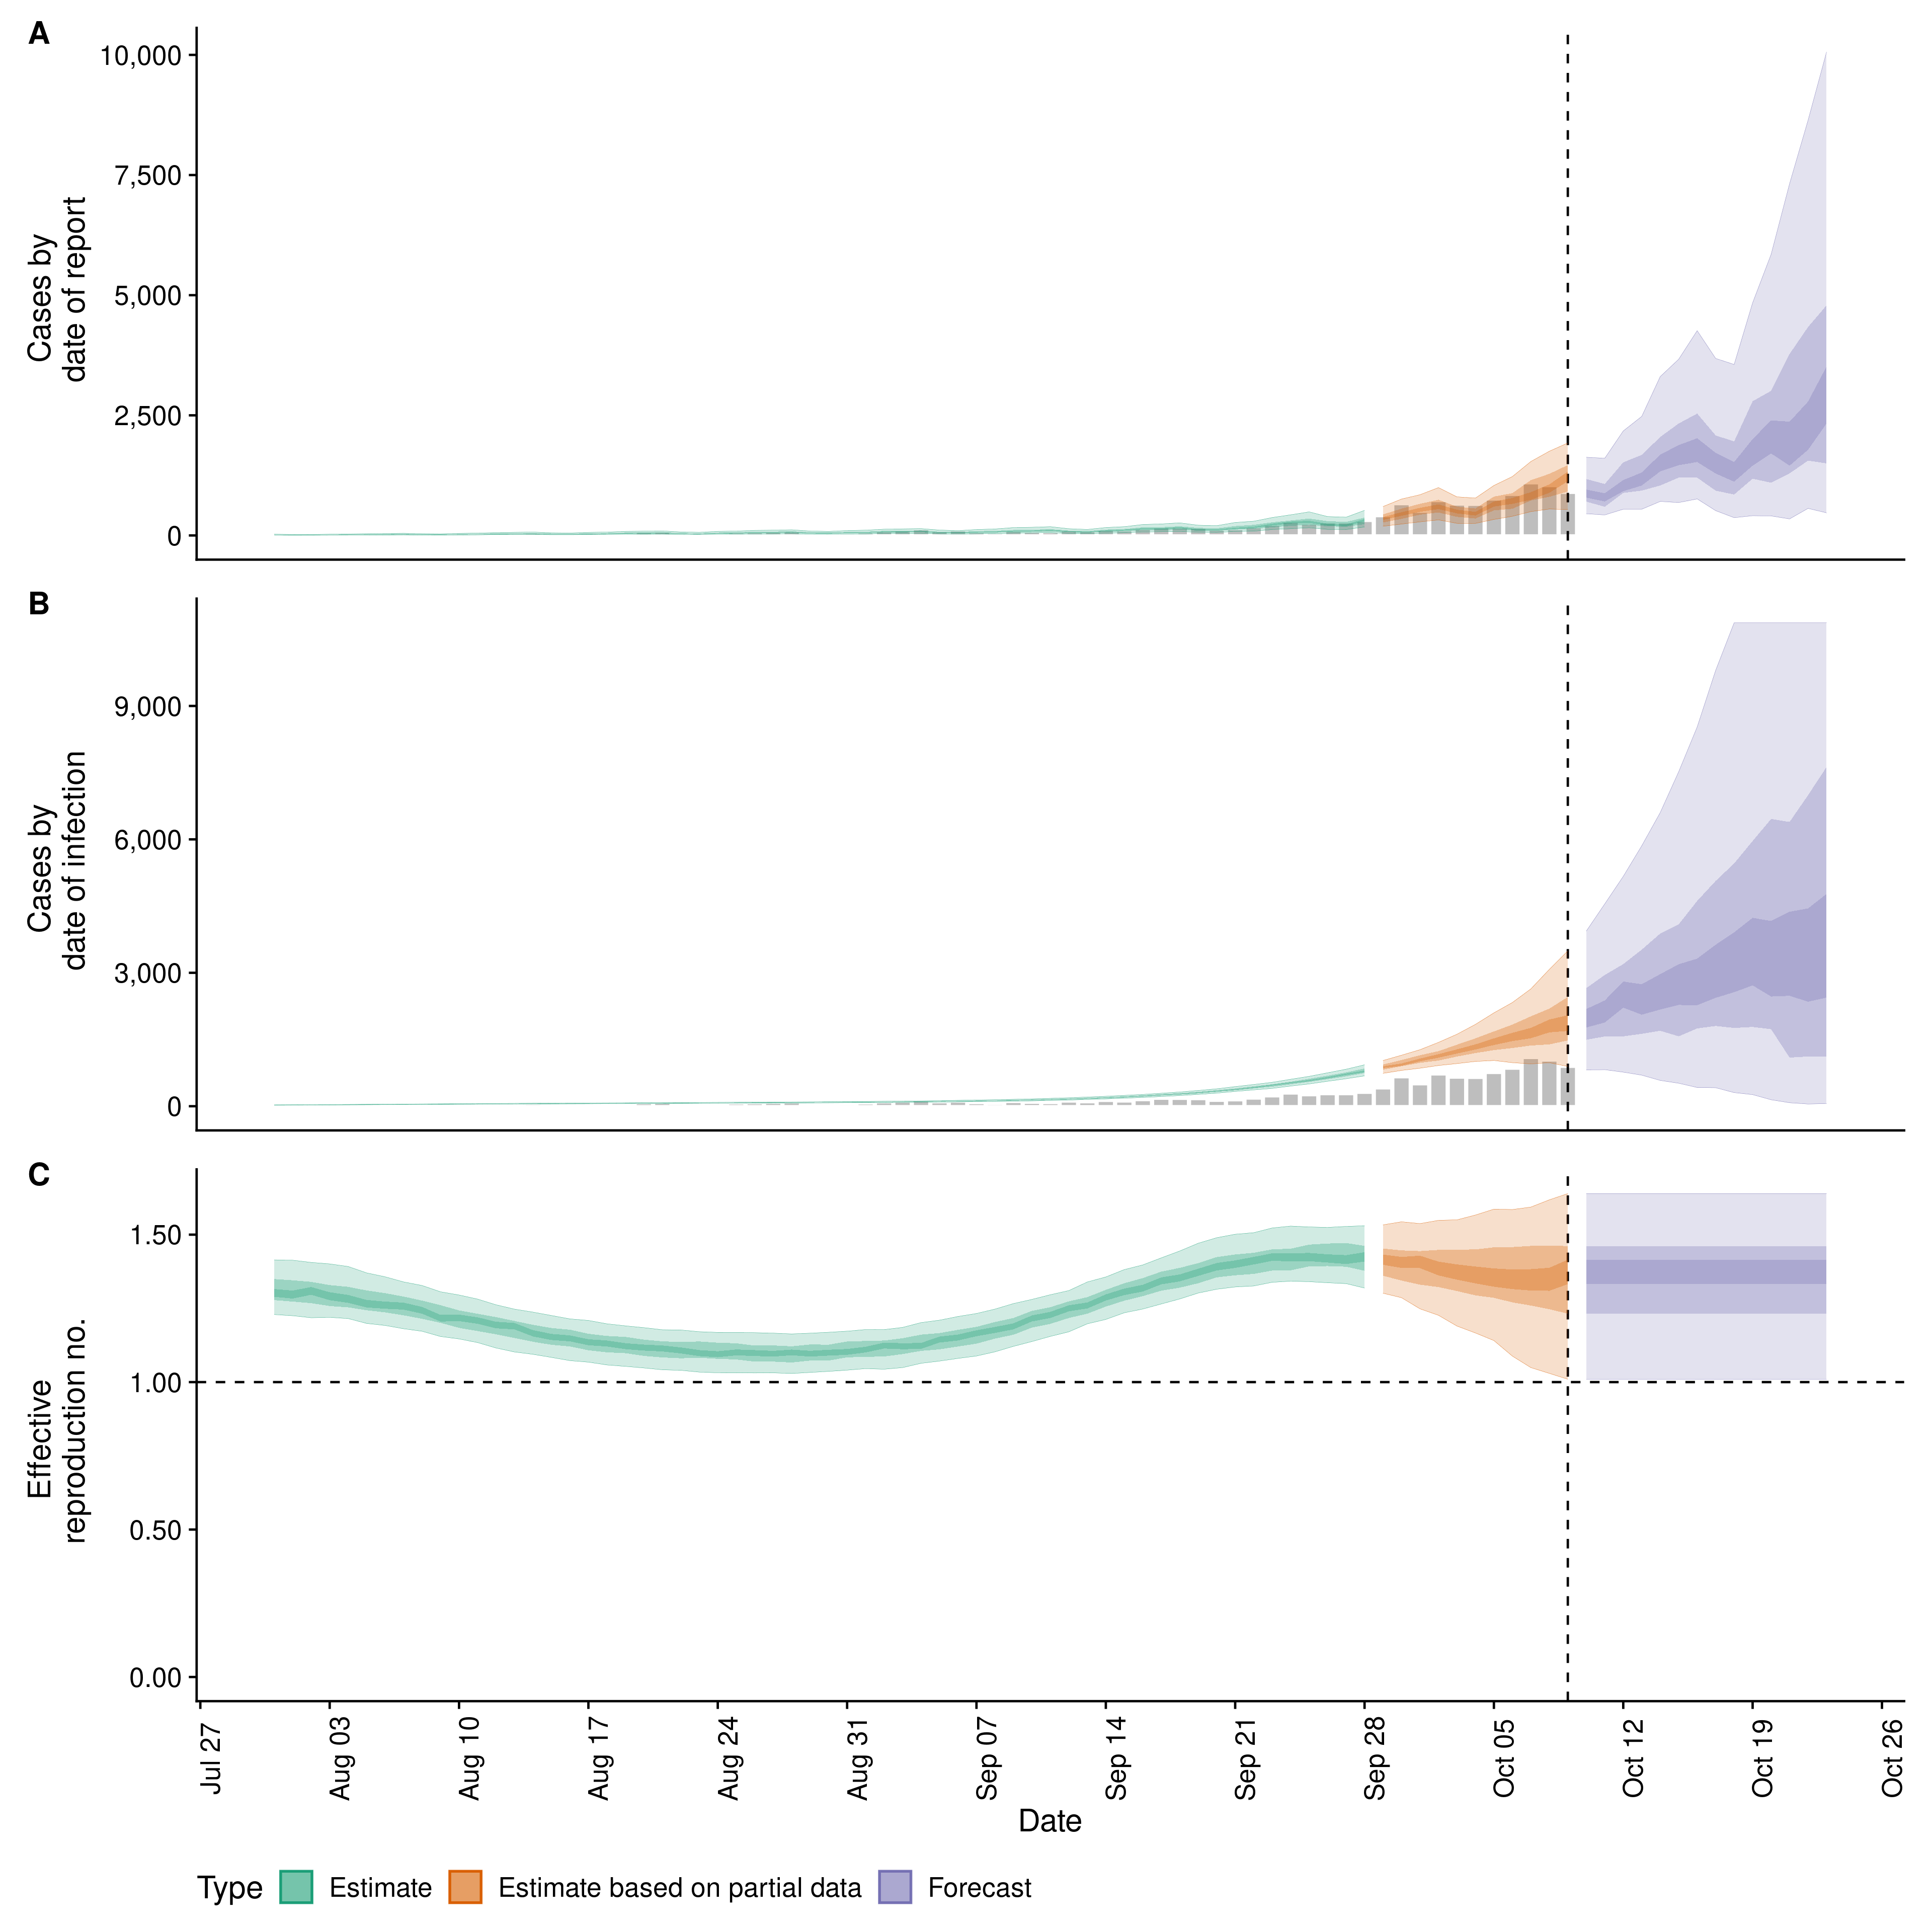 A
10,000
7,500
5,000
2,500
0
Cases by
date of report
B
9,000
6,000
3,000
0
Cases by
date of infection
C
1.50
1.00
0.50
0.00
Effective
reproduction no.
Jul 27
Aug 03
Aug 10
Aug 17
Aug 24
Aug 31
Sep 07
Sep 14
Sep 21
Sep 28
Oct 05
Oct 12
Oct 19
Oct 26
Date
Type Estimate Estimate based on partial data Forecast